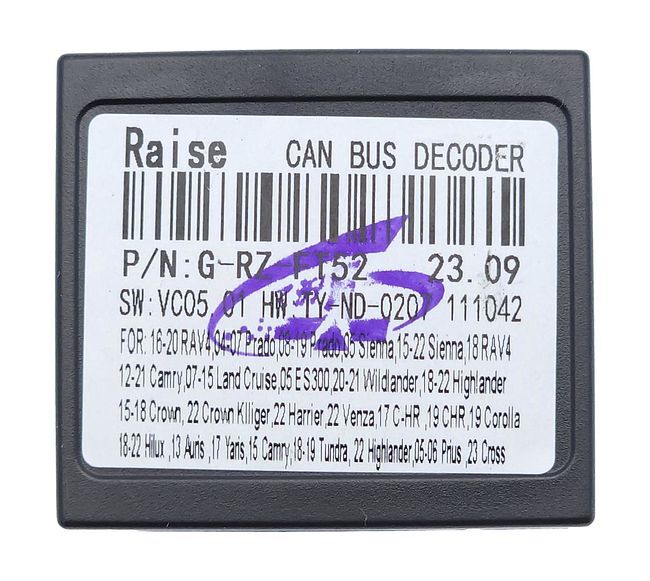 Raise CAN BUS DECODER
P/N:G-RZ-FT52 23.09
SW:VC05.01 HW.TY-ND-0207 111042
FOR: 16-20 RAV4,04-07 Prado,08-19 Prado,05 Sienna,15-22 Sienna,18 RAV4
12-21 Camry,07-15 Land Cruise,05 ES300,20-21 Wildlander,18-22 Highlander
15-18 Crown, 22 Crown Klliger,22 Harrier,22 Venza,17 C-HR ,19 CHR,19 Corolla
18-22 Hilux ,13 Auris ,17 Yaris,15 Camry,18-19 Tundra, 22 Highlander,05-06 Prius ,23 Cross